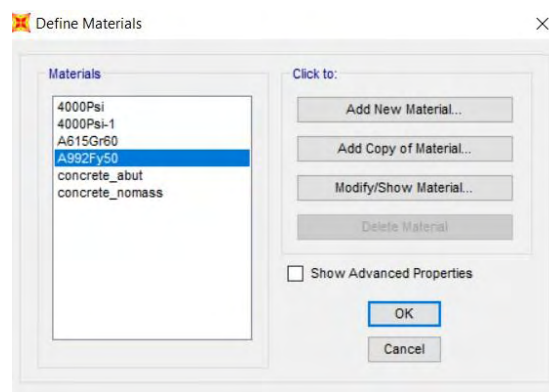 Define Materials
Materials
4000Psi
4000Psi-1
A615Gr60
A992Fy50
concrete_abut
concrete_nomass
Click to:
Add New Material...
Add Copy of Material...
Modify/Show Material...
Delete Material
Show Advanced Properties
OK
Cancel